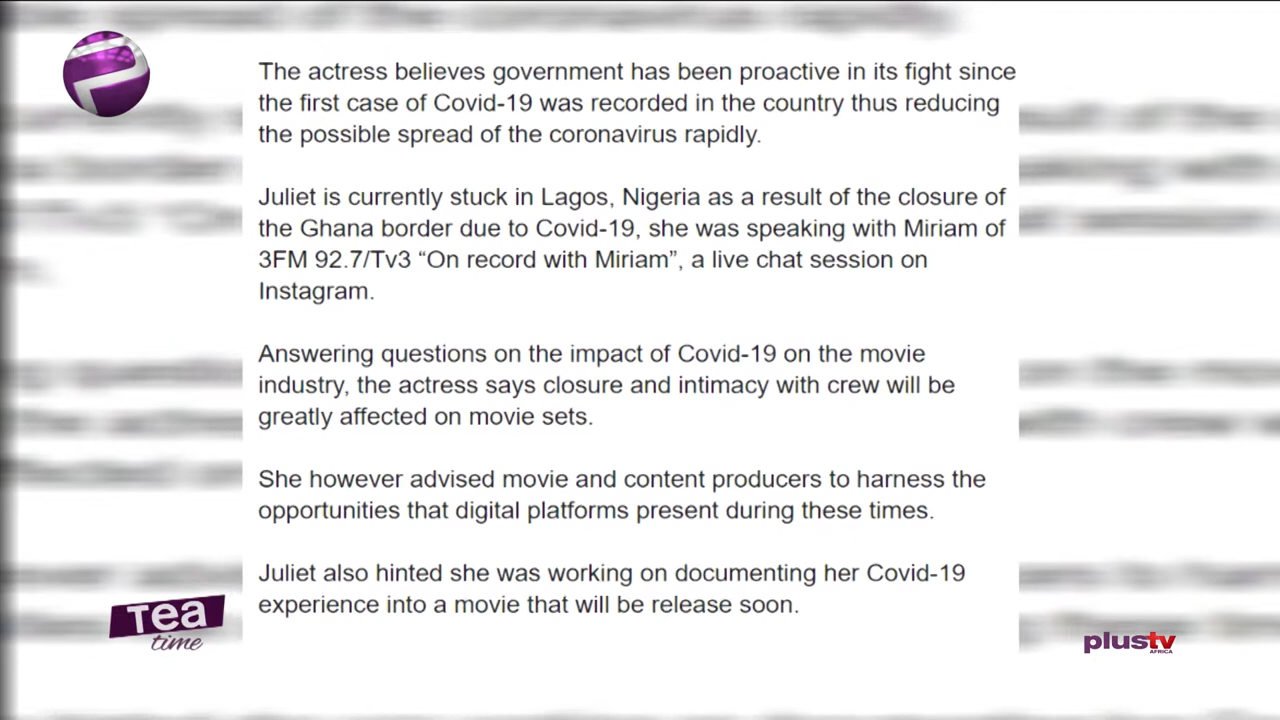 The actress believes government has been proactive in its fight since
the first case of Covid-19 was recorded in the country thus reducing
the possible spread of the coronavirus rapidly.
Juliet is currently stuck in Lagos, Nigeria as a result of the closure of
the Ghana border due to Covid-19, she was speaking with Miriam of
3FM 92.7/Tv3 “On record with Miriam”, a live chat session on
Instagram.
Answering questions on the impact of Covid-19 on the movie
industry, the actress says closure and intimacy with crew will be
greatly affected on movie sets.
She however advised movie and content producers to harness the
opportunities that digital platforms present during these times.
Juliet also hinted she was working on documenting her Covid-19
experience into a movie that will be release soon.
Tea
time
plustv
AFRICA